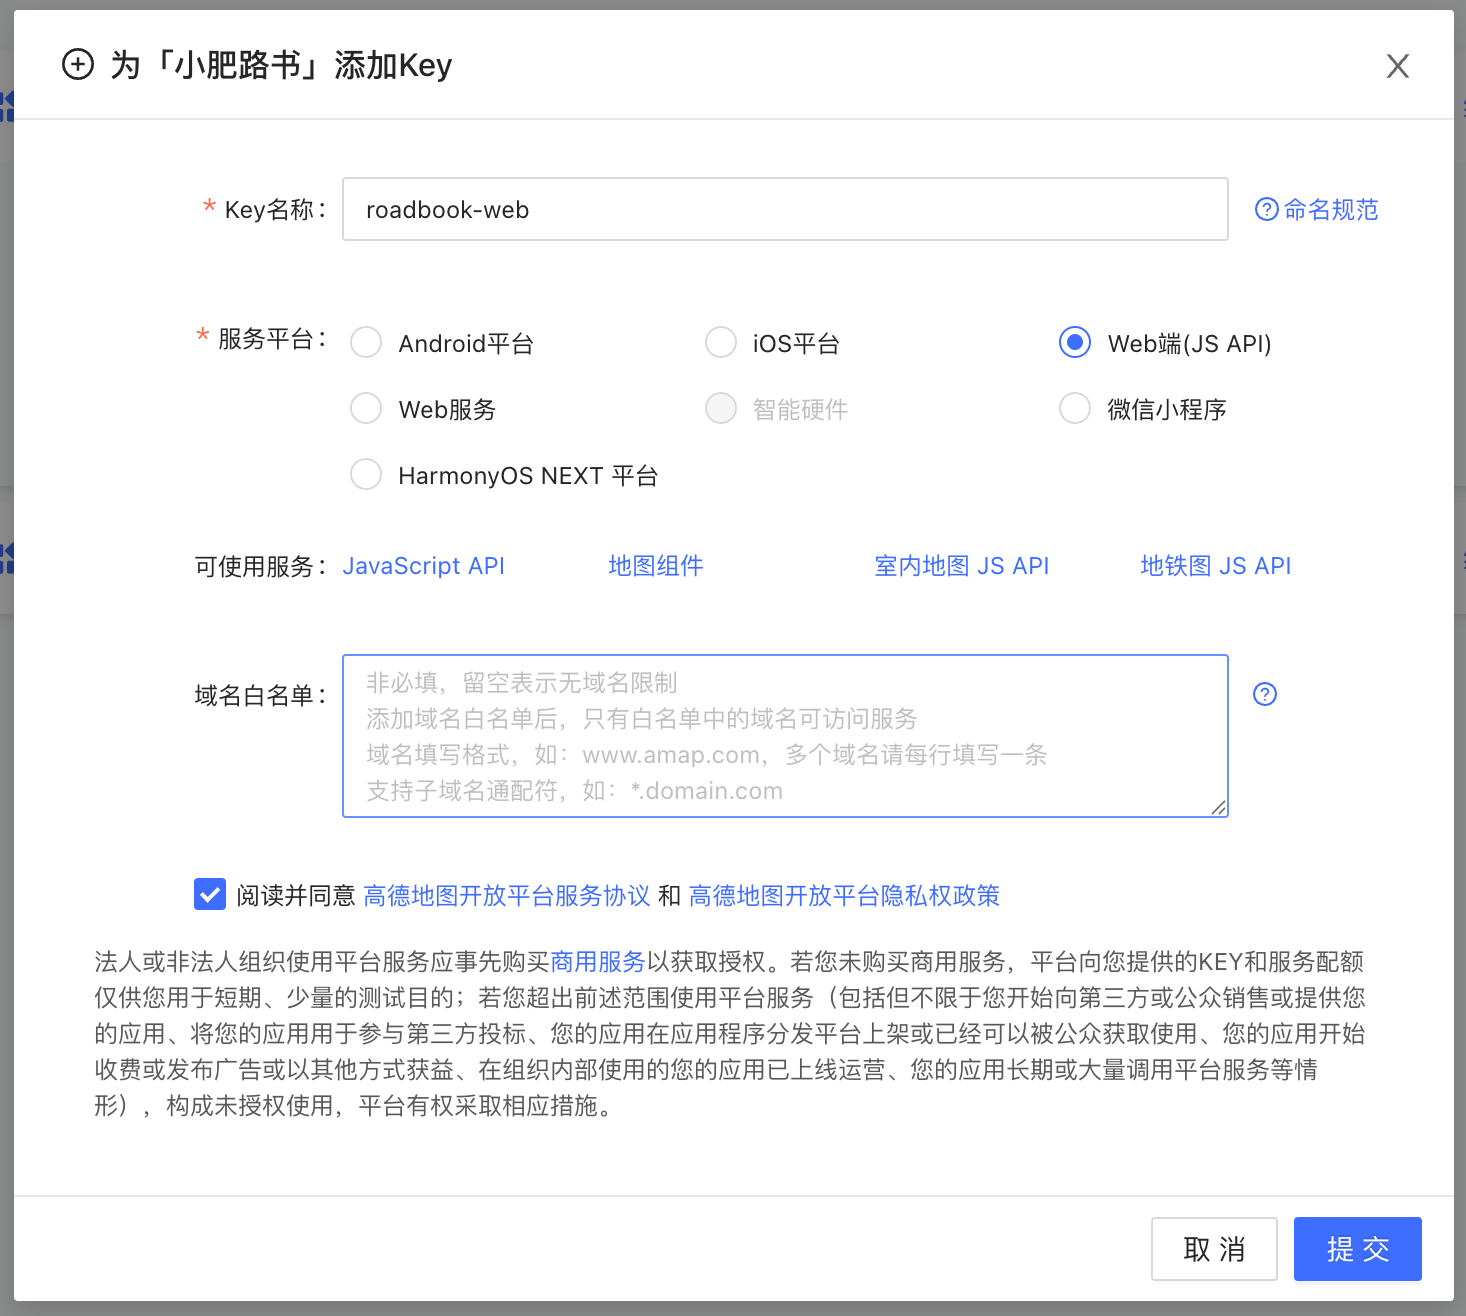 为「小肥路书」添加Key
* Key名称：
roadbook-web
命名规范
* 服务平台：
Android平台
iOS平台
Web端(JS API)
Web服务
智能硬件
微信小程序
HarmonyOS NEXT 平台
可使用服务：
JavaScript API
地图组件
室内地图 JS API
地铁图 JS API
域名白名单：
非必填，留空表示无域名限制
添加域名白名单后，只有白名单中的域名可访问服务
域名填写格式，如：www.amap.com，多个域名请每行填写一条
支持子域名通配符，如：*.domain.com
阅读并同意 高德地图开放平台服务协议 和 高德地图开放平台隐私权政策
法人或非法人组织使用平台服务应事先购买商用服务以获取授权。若您未购买商用服务，平台向您提供的KEY和服务配额
仅供您用于短期、少量的测试目的；若您超出前述范围使用平台服务（包括但不限于您开始向第三方或公众销售或提供您
的应用、将您的应用用于参与第三方投标、您的应用在应用程序分发平台上架或已经可以被公众获取使用、您的应用开始
收费或发布广告或以其他方式获益、在组织内部使用的您的应用已上线运营、您的应用长期或大量调用平台服务等情
形），构成未授权使用，平台有权采取相应措施。
取 消
提 交